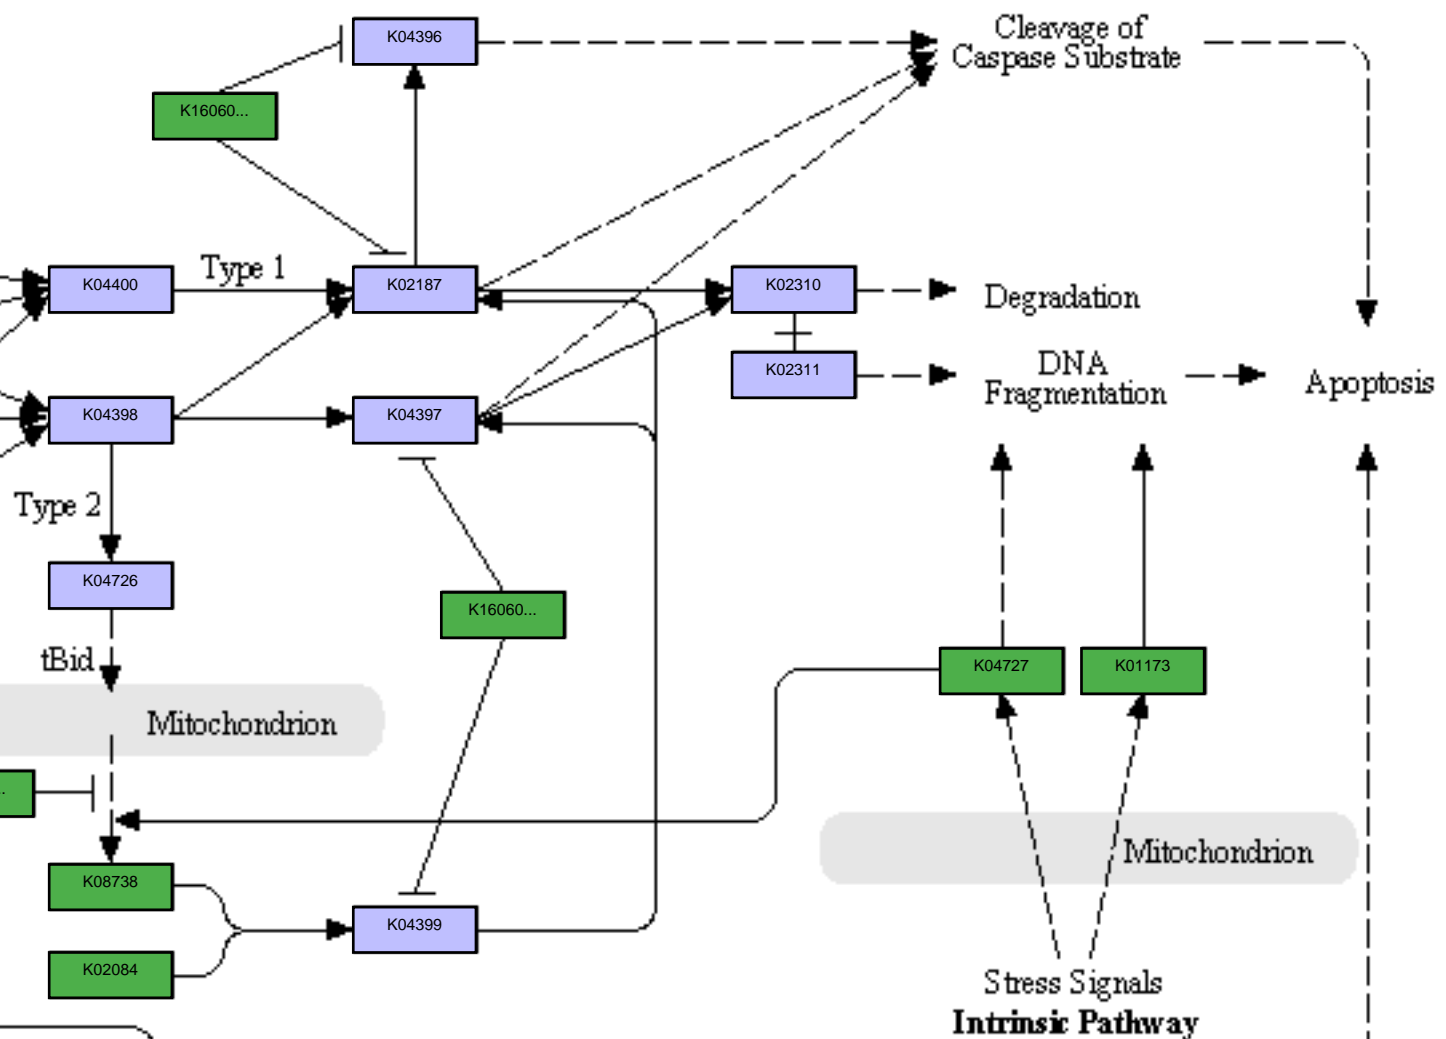 K04396
Cleavage of
Caspase Substrate
K16060...
Type 1
K04400
K02187
K02310
Degradation
K02311
DNA
Fragmentation
Apoptosis
K04398
K04397
Type 2
K04726
K16060...
tBid
K04727
K01173
Mitochondrion
..
Mitochondrion
K08738
K04399
K02084
Stress Signals
Intrinsic Pathway